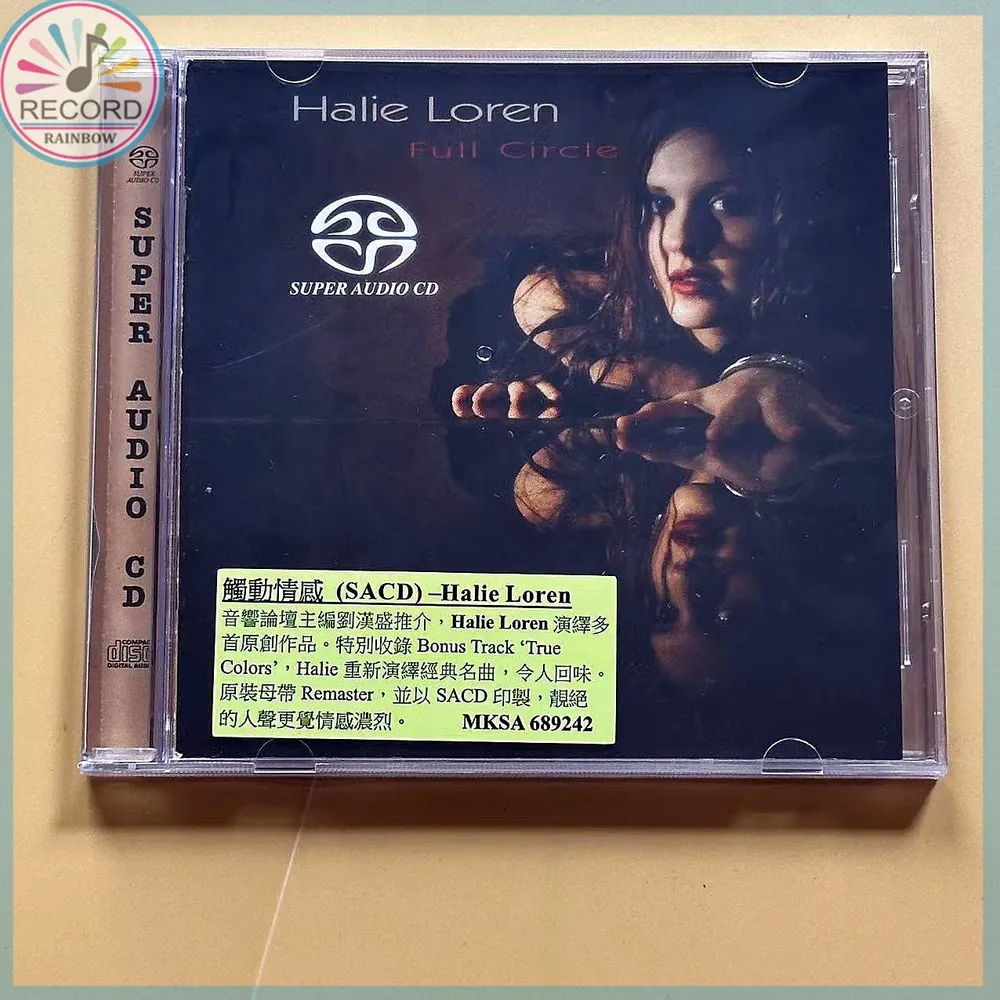 RECORD
RAINBOW
SUPER
AUDIO CD
SUPER AUDIO CD
COMPACT
disc
DIGITAL AUDIO
Halie Loren
Full Circle
SUPER AUDIO CD
觸動情感 (SACD) –Halie Loren
音響論壇主編劉漢盛推介，Halie Loren 演繹多
首原創作品。特別收錄 Bonus Track ‘True
Colors’，Halie 重新演繹經典名曲，令人回味。
原裝母帶 Remaster，並以 SACD 印製，靚絕
的人聲更覺情感濃烈。 MKSA 689242